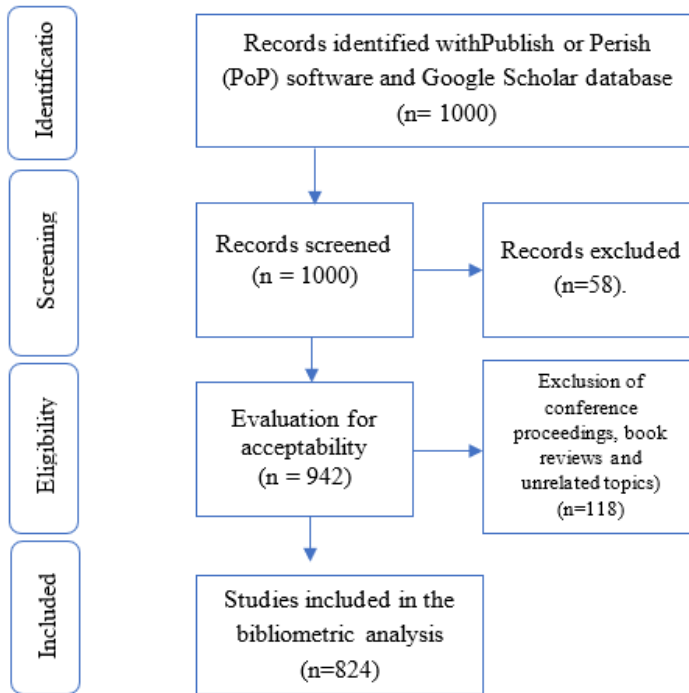 Identificatio
Records identified withPublish or Perish
(PoP) software and Google Scholar database
(n= 1000)
Screening
Records screened
(n = 1000)
Records excluded
(n=58).
Eligibility
Evaluation for
acceptability
(n = 942)
Exclusion of
conference
proceedings, book
reviews and
unrelated topics)
(n=118)
Included
Studies included in the
bibliometric analysis
(n=824)